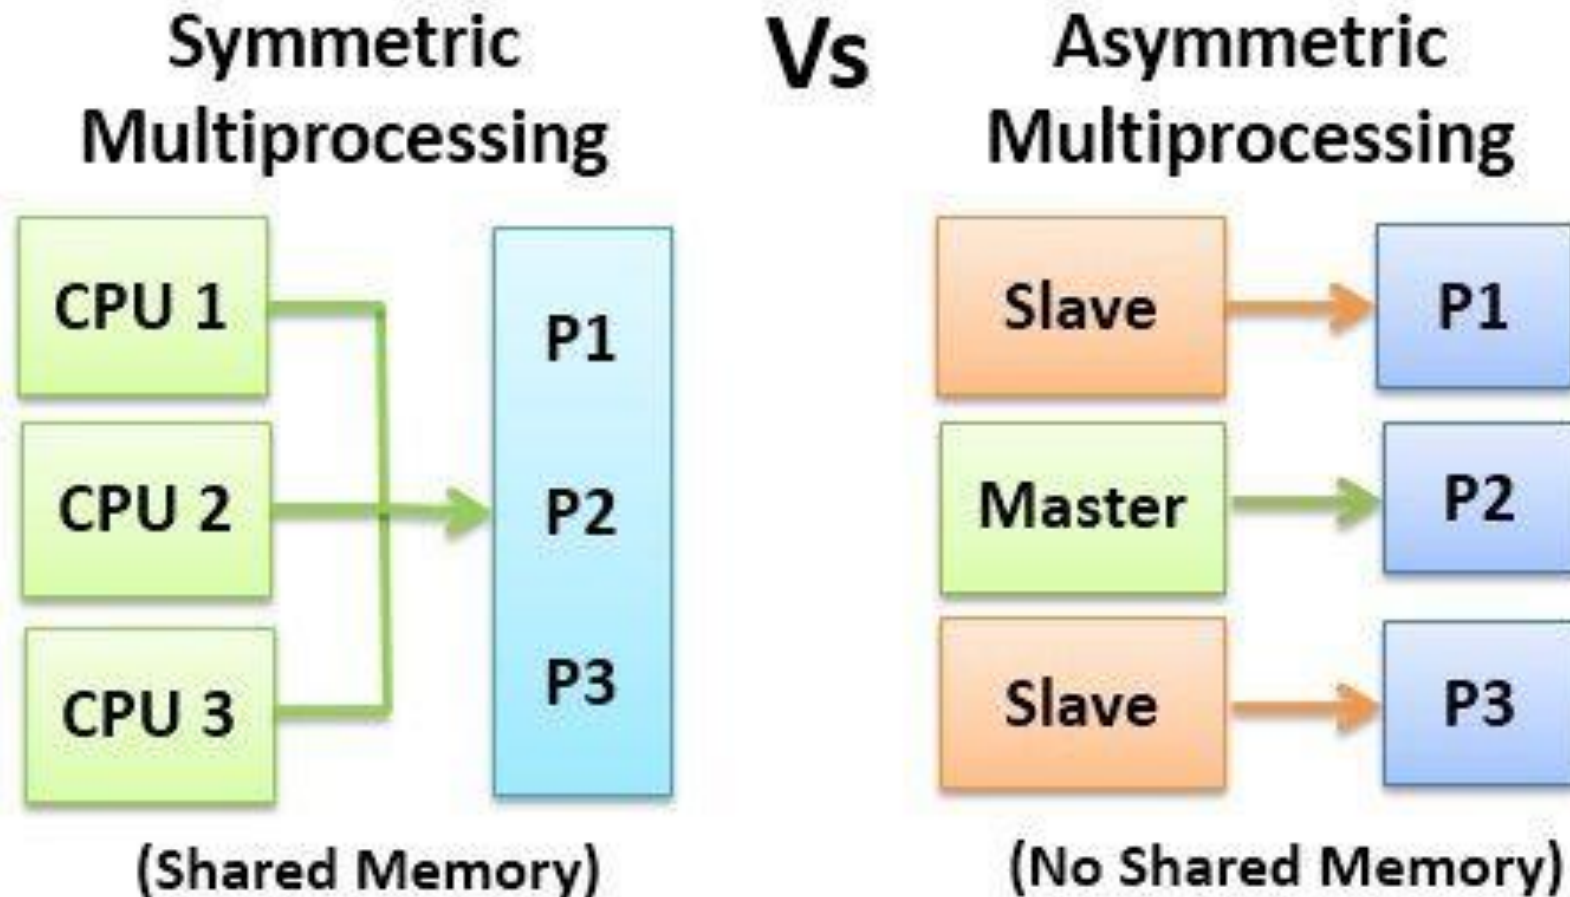 Symmetric
Multiprocessing
Vs
Asymmetric
Multiprocessing
CPU 1
CPU 2
CPU 3
P1
P2
P3
(Shared Memory)
Slave
P1
Master
P2
Slave
P3
(No Shared Memory)